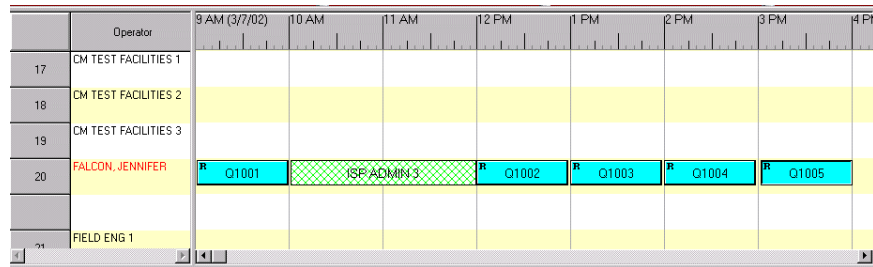 Operator
9 AM (3/7/02) 10 AM 11 AM 12 PM 1 PM 2 PM 3 PM 4 P
17 CM TEST FACILITIES 1
18 CM TEST FACILITIES 2
19 CM TEST FACILITIES 3
20 FALCON, JENNIFER R Q1001 ISP ADMIN 3 R Q1002 R Q1003 R Q1004 R Q1005
21 FIELD ENG 1